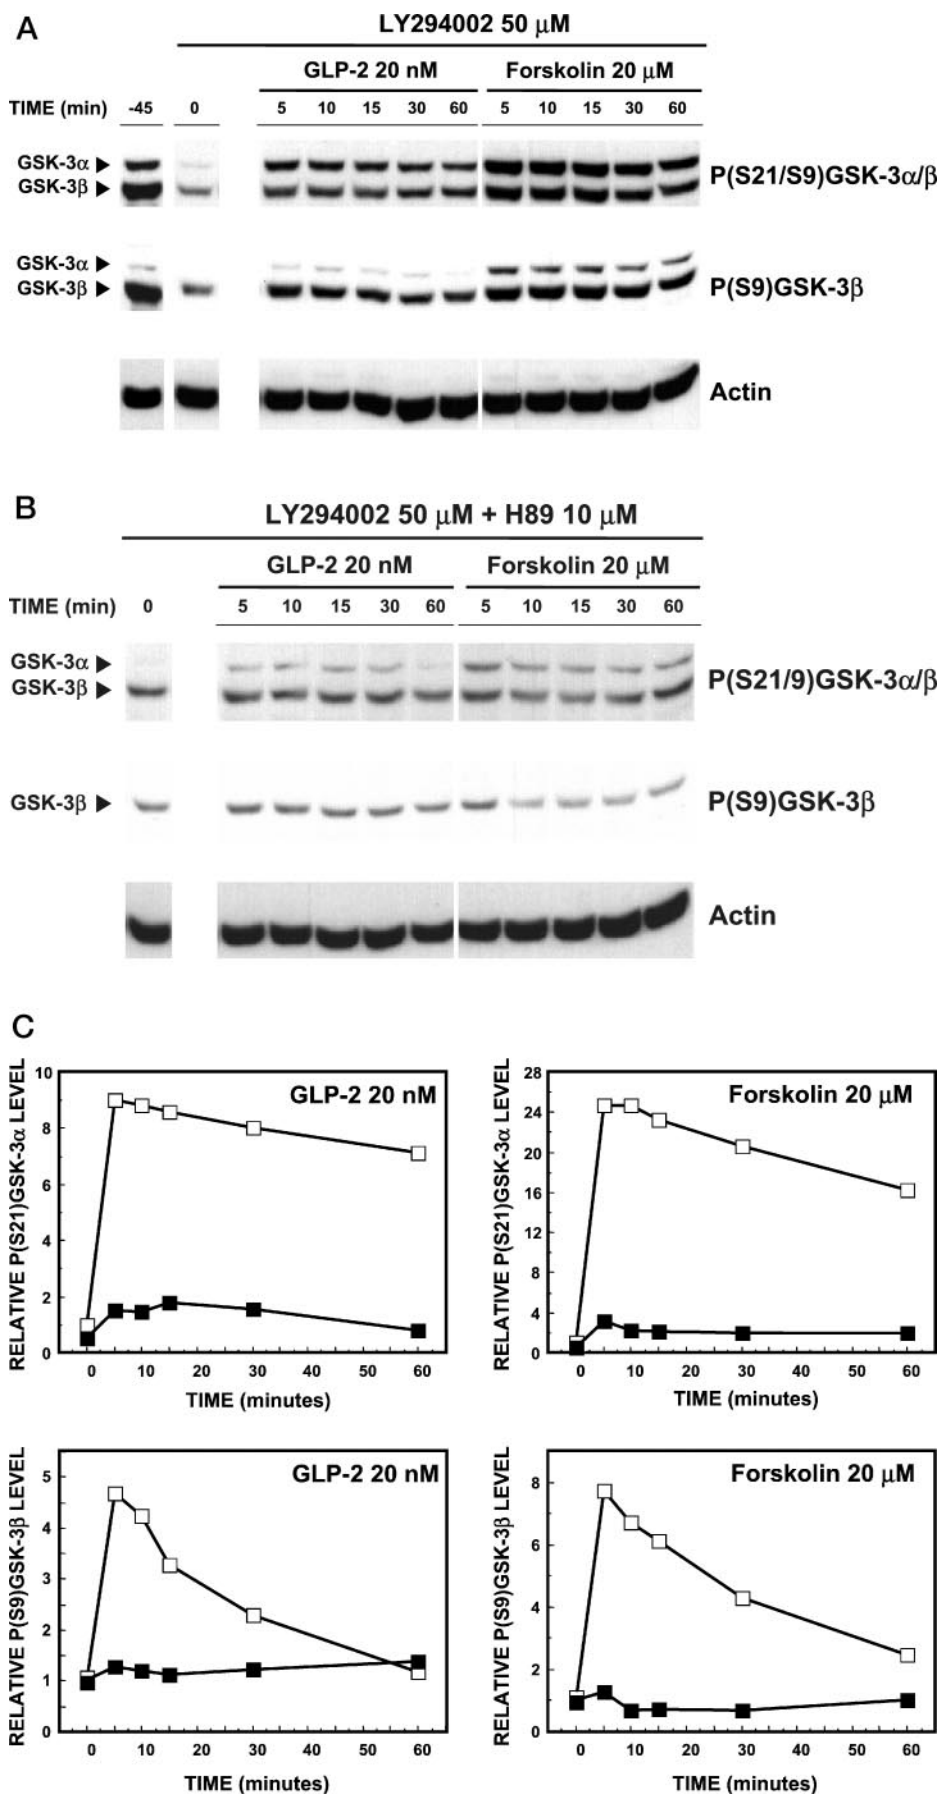 A
LY294002 50 μM
GLP-2 20 nM Forskolin 20 μM
TIME (min) -45 0 5 10 15 30 60 5 10 15 30 60
GSK-3α
GSK-3β
P(S21/S9)GSK-3α/β
GSK-3α
GSK-3β
P(S9)GSK-3β
Actin
B
LY294002 50 μM + H89 10 μM
GLP-2 20 nM Forskolin 20 μM
TIME (min) 0 5 10 15 30 60 5 10 15 30 60
GSK-3α
GSK-3β
P(S21/9)GSK-3α/β
GSK-3β
P(S9)GSK-3β
Actin
C
RELATIVE P(S21)GSK-3α LEVEL
10
8
6
4
2
0
GLP-2 20 nM
0 10 20 30 40 50 60
TIME (minutes)
RELATIVE P(S21)GSK-3α LEVEL
28
24
20
16
12
8
4
0
Forskolin 20 μM
0 10 20 30 40 50 60
TIME (minutes)
RELATIVE P(S9)GSK-3β LEVEL
5
4
3
2
1
0
GLP-2 20 nM
0 10 20 30 40 50 60
TIME (minutes)
RELATIVE P(S9)GSK-3β LEVEL
8
6
4
2
0
Forskolin 20 μM
0 10 20 30 40 50 60
TIME (minutes)